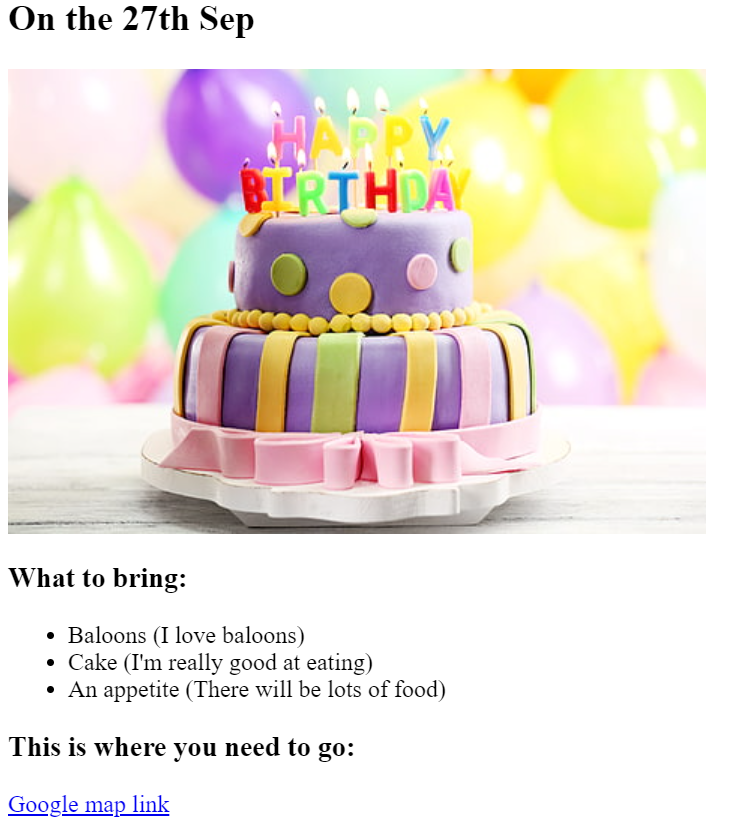 On the 27th Sep
HAPPY
BIRTHDAY
What to bring:
Baloons (I love baloons)
Cake (I'm really good at eating)
An appetite (There will be lots of food)
This is where you need to go:
Google map link